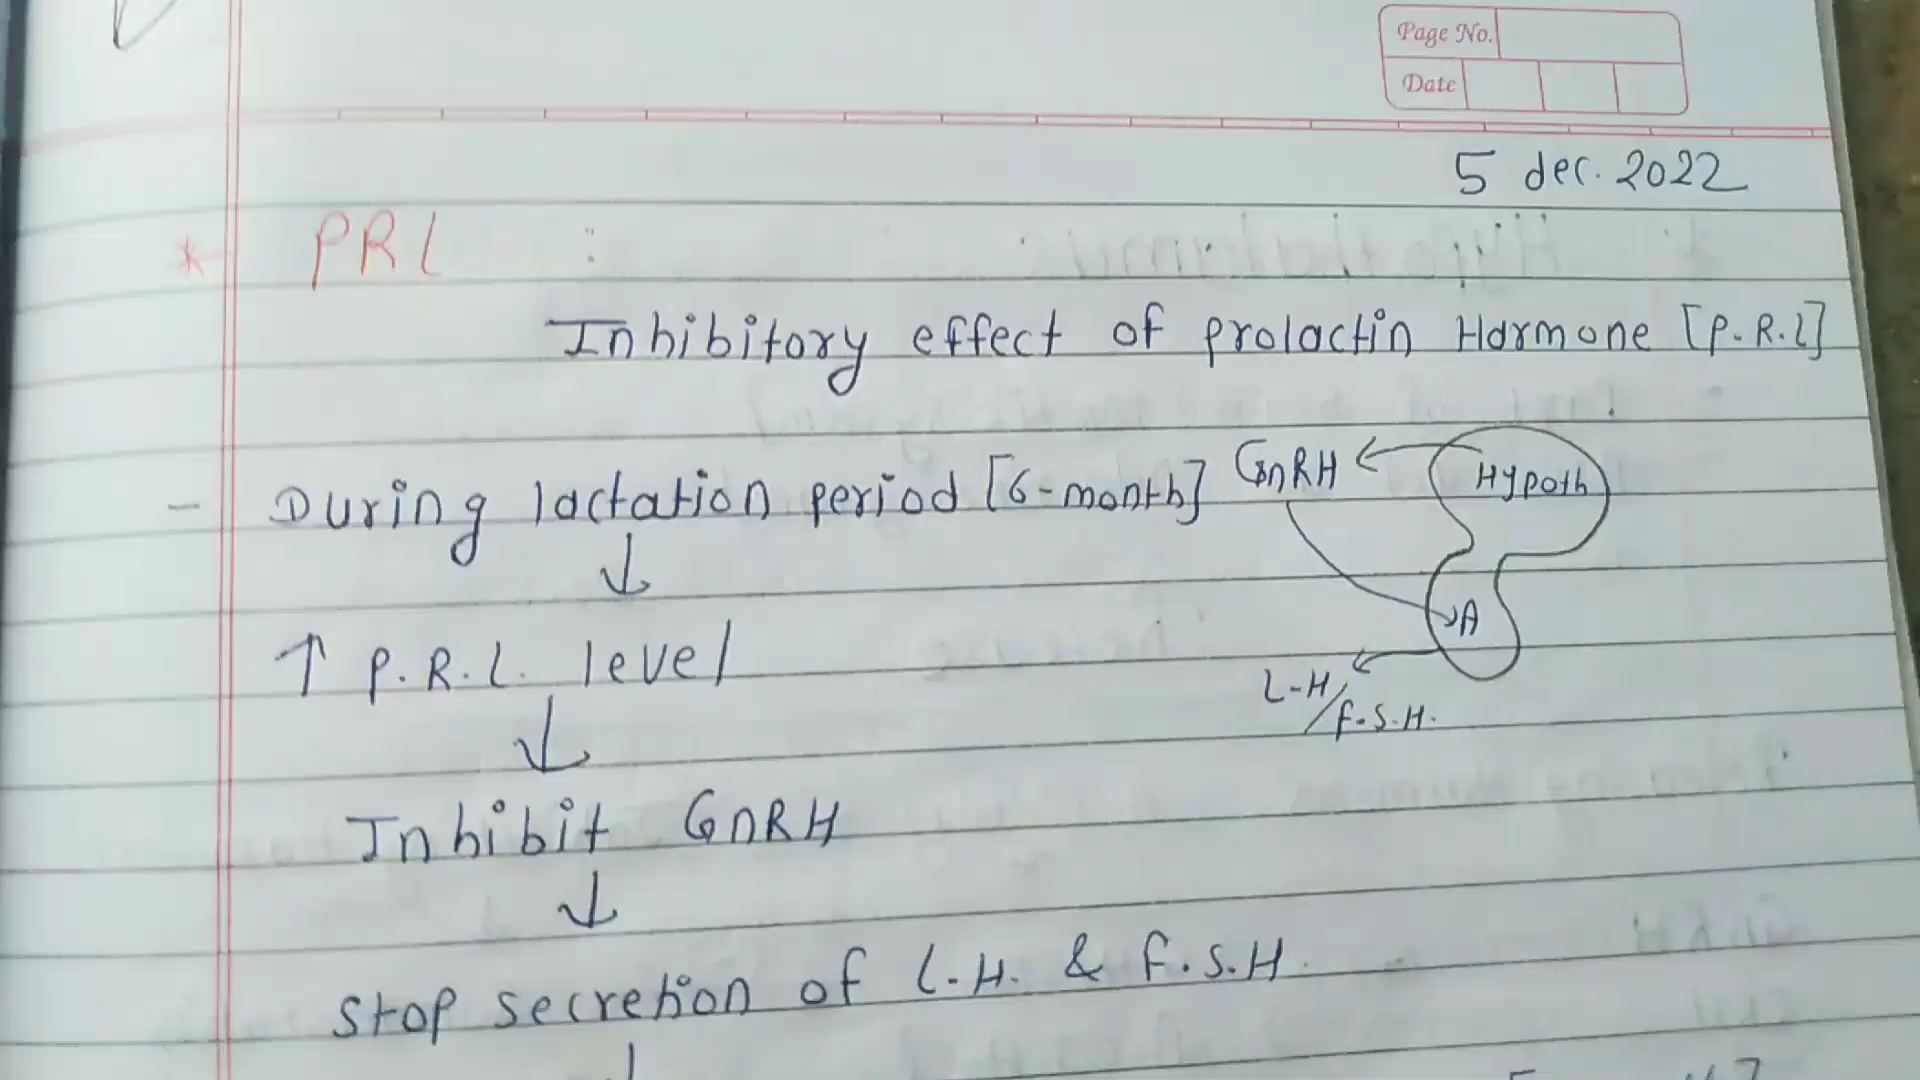 Page No.
Date
5 dec. 2022
* PRL :
Inhibitory effect of prolactin Hormone [P.R.L]
- During lactation period [6-month]
GnRH ← Hypoth
↓
A
↑ P.R.L. level
L-H/F.S.H.
↓
Inhibit GnRH
↓
Stop secretion of L.H. & F.S.H.